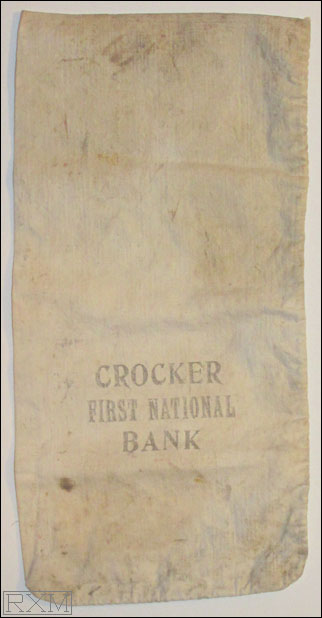 CROCKER
FIRST NATIONAL
BANK
RXM